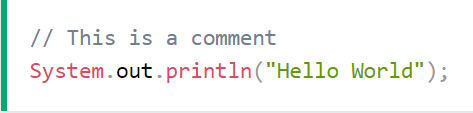 // This is a comment
System.out.println("Hello World");